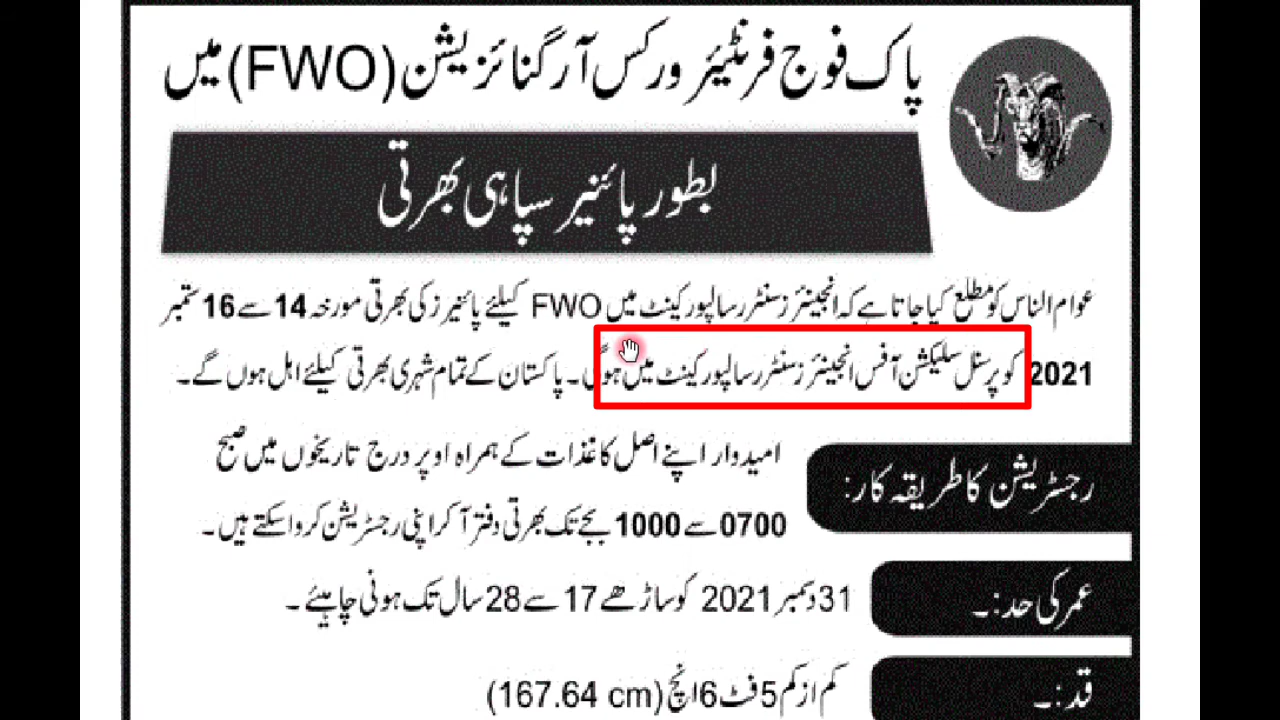 پاک فوج فرنٹیئر ورکس آرگنائزیشن (FWO) میں
بطور پائنیر سپاہی بھرتی
عوام الناس کو مطلع کیا جاتا ہے کہ انجینئرز سنٹر رسالپور کینٹ میں FWO کیلئے پائنیرز کی بھرتی مورخہ 14 سے 16 ستمبر
2021 کو پرسنل سلیکشن آفس انجینئرز سنٹر رسالپور کینٹ میں ہوگی۔ پاکستان کے تمام شہری بھرتی کیلئے اہل ہوں گے۔
رجسٹریشن کا طریقہ کار:
امیدوار اپنے اصل کاغذات کے ہمراہ اوپر درج تاریخوں میں صبح
0700 سے 1000 بجے تک بھرتی دفتر آ کر اپنی رجسٹریشن کرواسکتے ہیں۔
عمر کی حد:۔ 31 دسمبر 2021 کو ساڑھے 17 سے 28 سال تک ہونی چاہیئے۔
قد:۔ کم از کم 5 فٹ 6 انچ (167.64 cm)